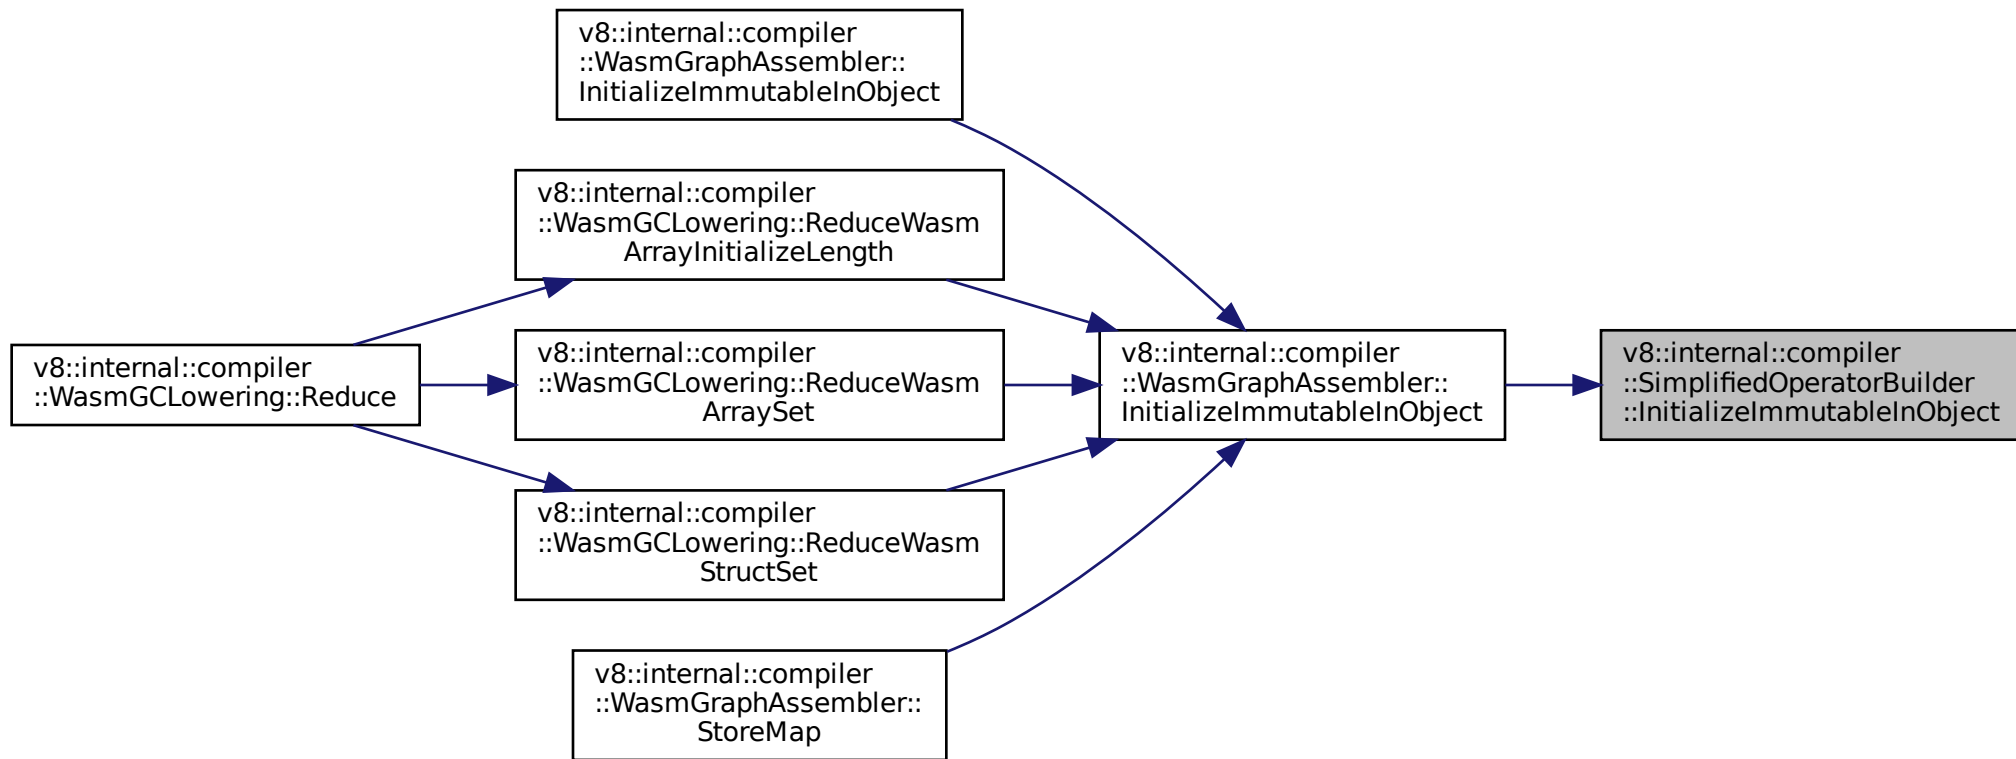 v8::internal::compiler
::WasmGraphAssembler::
InitializeImmutableInObject
v8::internal::compiler
::WasmGCLowering::ReduceWasm
ArrayInitializeLength
v8::internal::compiler
::WasmGCLowering::Reduce
v8::internal::compiler
::WasmGCLowering::ReduceWasm
ArraySet
v8::internal::compiler
::WasmGraphAssembler::
InitializeImmutableInObject
v8::internal::compiler
::SimplifiedOperatorBuilder
::InitializeImmutableInObject
v8::internal::compiler
::WasmGCLowering::ReduceWasm
StructSet
v8::internal::compiler
::WasmGraphAssembler::
StoreMap